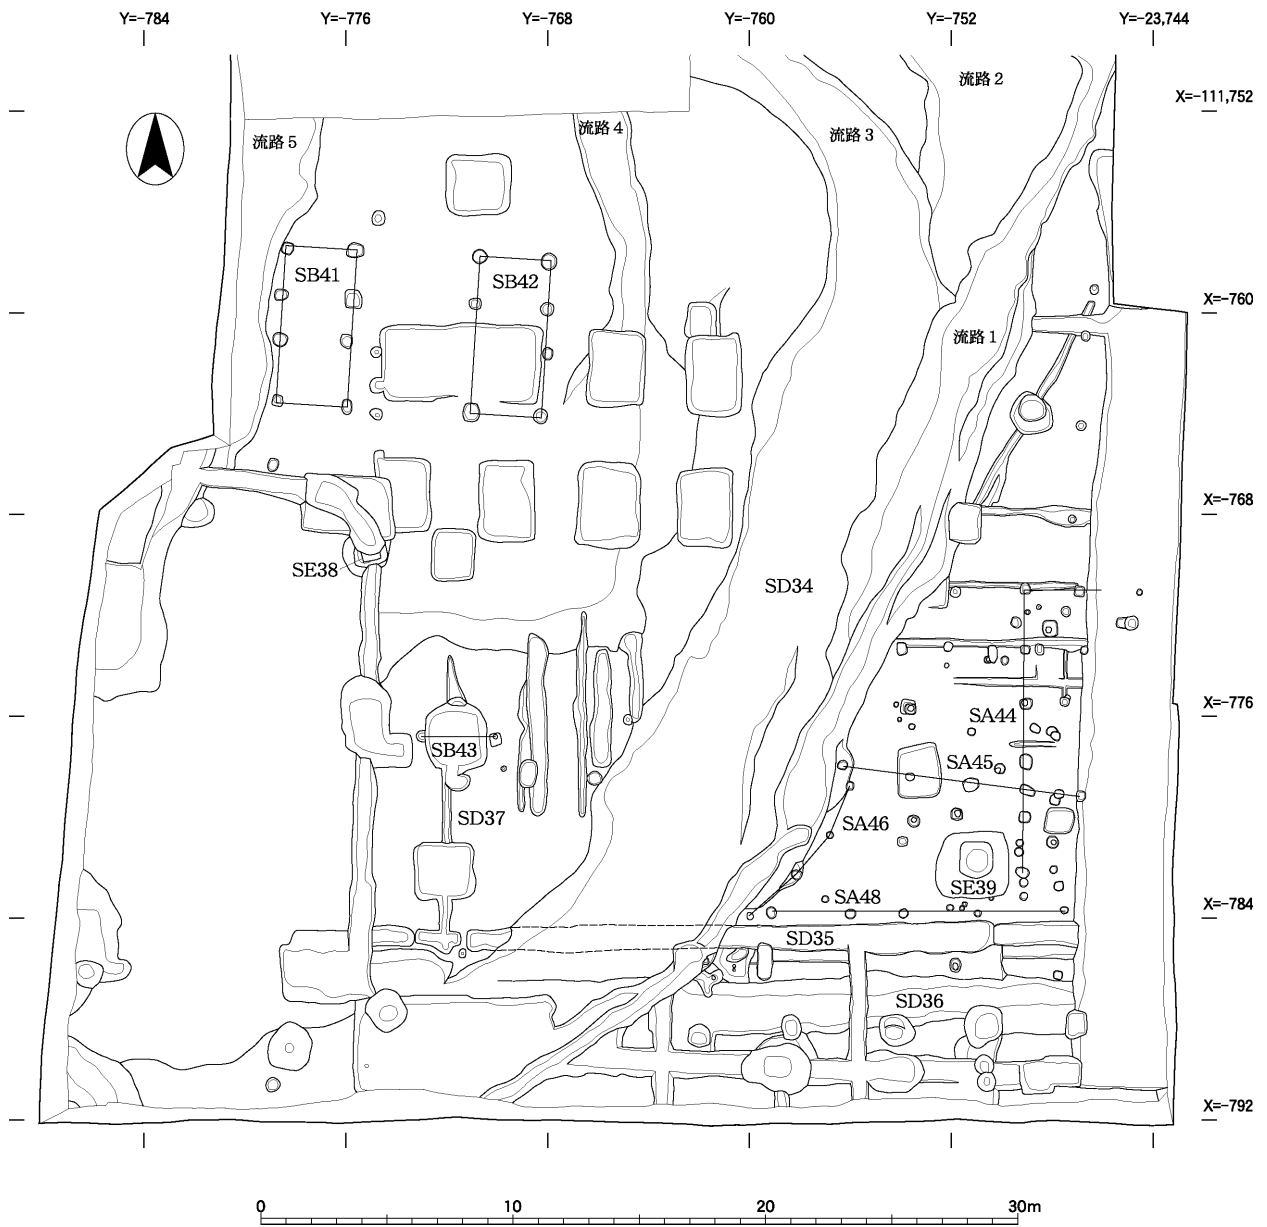 Y=-784 Y=-776 Y=-768 Y=-760 Y=-752 Y=-23,744
流路2
X=-111,752
流路5 流路4 流路3
SB41 SB42
X=-760
流路1
X=-768
SE38
SD34
X=-776
SA44
SB43
SA45
SD37
SA46
SE39
SA48
X=-784
SD35
SD36
X=-792
0 10 20 30m